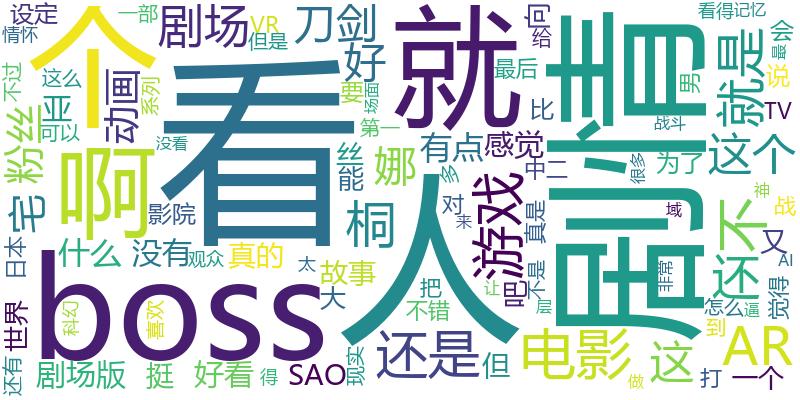 设定
一部
VR
但是
情怀
剧场
刀剑
好
向
给
看得
记忆
最
会
个
看
就
剧情
就是
男
说
不过
这么
系列
动画
要
最后
比
场面
TV
粉丝
亚
可以
没看
第一
丝
能
有点
感觉
中二
为了
这个
战斗
很多
啊
娜
多
宅
影院
桐
对
来
游戏
真是
域
神
战
还
不
又
AI
日本
什么
没有
观众
真的
太
故事
大
把
不错
吧
不是
让
层
非常
怎么
到
逼
觉得
世界
科幻
喜欢
boss
人
还是
但
电影
这
AR
还有
剧场版
挺
好看
得
SAO
现实
做
打
一个